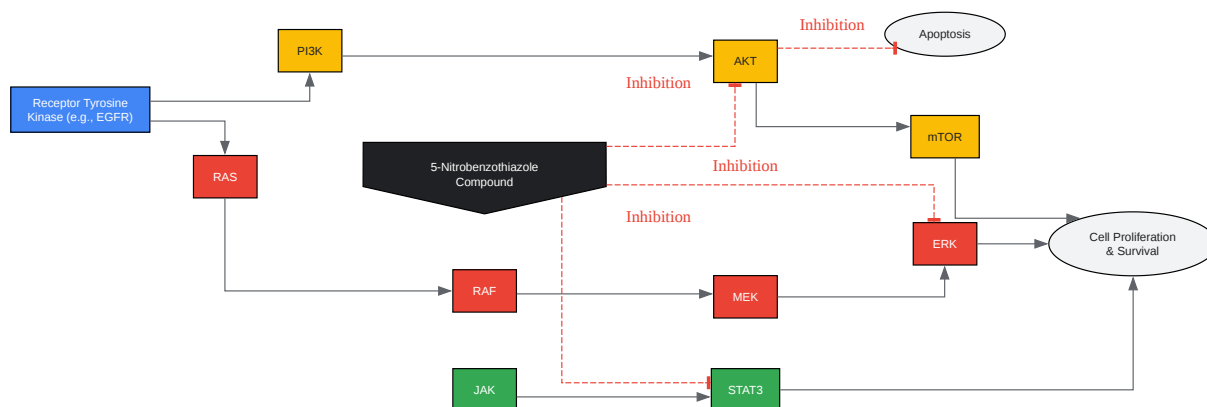 Inhibition
Apoptosis
PI3K
AKT
Inhibition
Receptor Tyrosine
Kinase (e.g., EGFR)
mTOR
RAS
5-Nitrobenzothiazole
Compound
Inhibition
Inhibition
ERK
Cell Proliferation
& Survival
RAF
MEK
JAK
STAT3